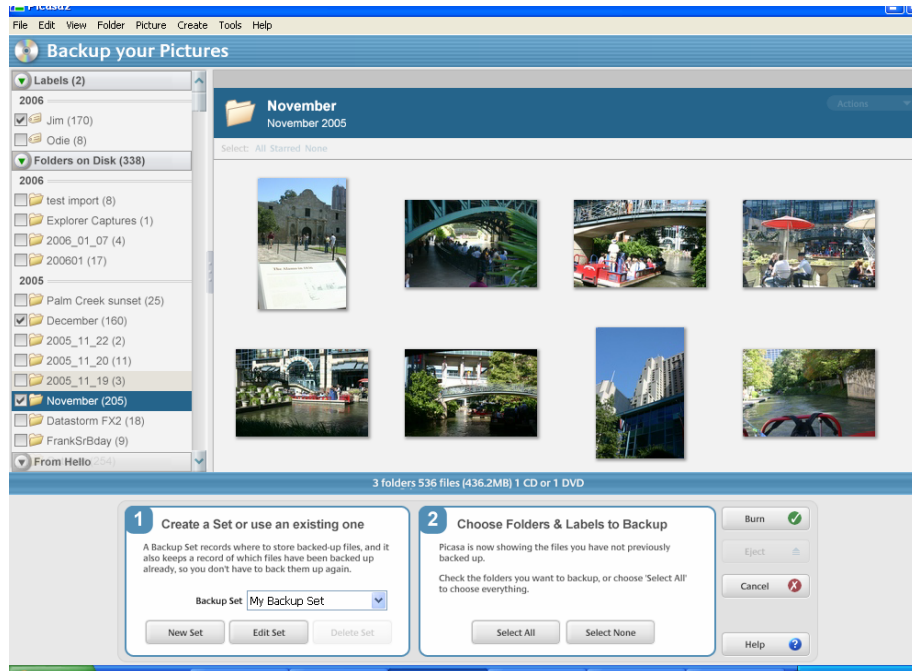 Picasa2
File Edit View Folder Picture Create Tools Help
Backup your Pictures
Labels (2)
2006
Jim (170)
Odie (8)
Folders on Disk (338)
2006
test import (8)
Explorer Captures (1)
2006_01_07 (4)
200601 (17)
2005
Palm Creek sunset (25)
December (160)
2005_11_22 (2)
2005_11_20 (11)
2005_11_19 (3)
November (205)
Datastorm FX2 (18)
FrankSrBday (9)
From Hello
November
November 2005
Actions
Select: All Starred None
3 folders 536 files (436.2MB) 1 CD or 1 DVD
1
Create a Set or use an existing one
A Backup Set records where to store backed-up files, and it
also keeps a record of which files have been backed up
already, so you don't have to back them up again.
Backup Set My Backup Set
New Set Edit Set Delete Set
2
Choose Folders & Labels to Backup
Picasa is now showing the files you have not previously
backed up.
Check the folders you want to backup, or choose 'Select All'
to choose everything.
Select All Select None
Burn
Eject
Cancel
Help